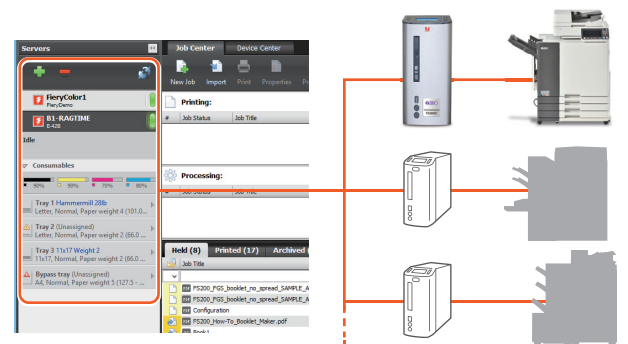 Servers
FieryColor1
FieryDemo
B1-RAGTIME
E-42B
Idle
Consumables
90% 90% 70% 80%
Tray 1 Hammermill 28lb
Letter, Normal, Paper weight 4 (101.0...
Tray 2 (Unassigned)
Letter, Normal, Paper weight 2 (66.0 ...
Tray 3 11x17 Weight 2
11x17, Normal, Paper weight 2 (66.0 ...
Bypass tray (Unassigned)
A4, Normal, Paper weight 5 (127.5 - ...
Job Center Device Center
New Job Import Print Properties
Printing:
# Job Status Job Title
Processing:
# Job Status Job Title
Held (8) Printed (17) Archived (
Job Title
FS200_FGS_booklet_no_spread_SAMPLE_A
FS200_FGS_booklet_no_spread_SAMPLE_A
Configuration
FS200_How-To_Booklet_Maker.pdf
Book1